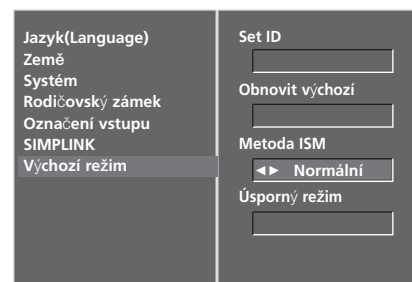 Jazyk(Language)
Země
Systém
Rodičovský zámek
Označení vstupu
SIMPLINK
Výchozí režim
Set ID
Obnovit výchozí
Metoda ISM
◄► Normální
Úsporný režim